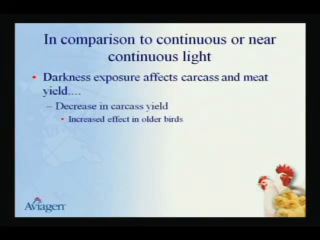 In comparison to continuous or near
continuous light
• Darkness exposure affects carcass and meat
yield....
– Decrease in carcass yield
• Increased effect in older birds
Aviagen